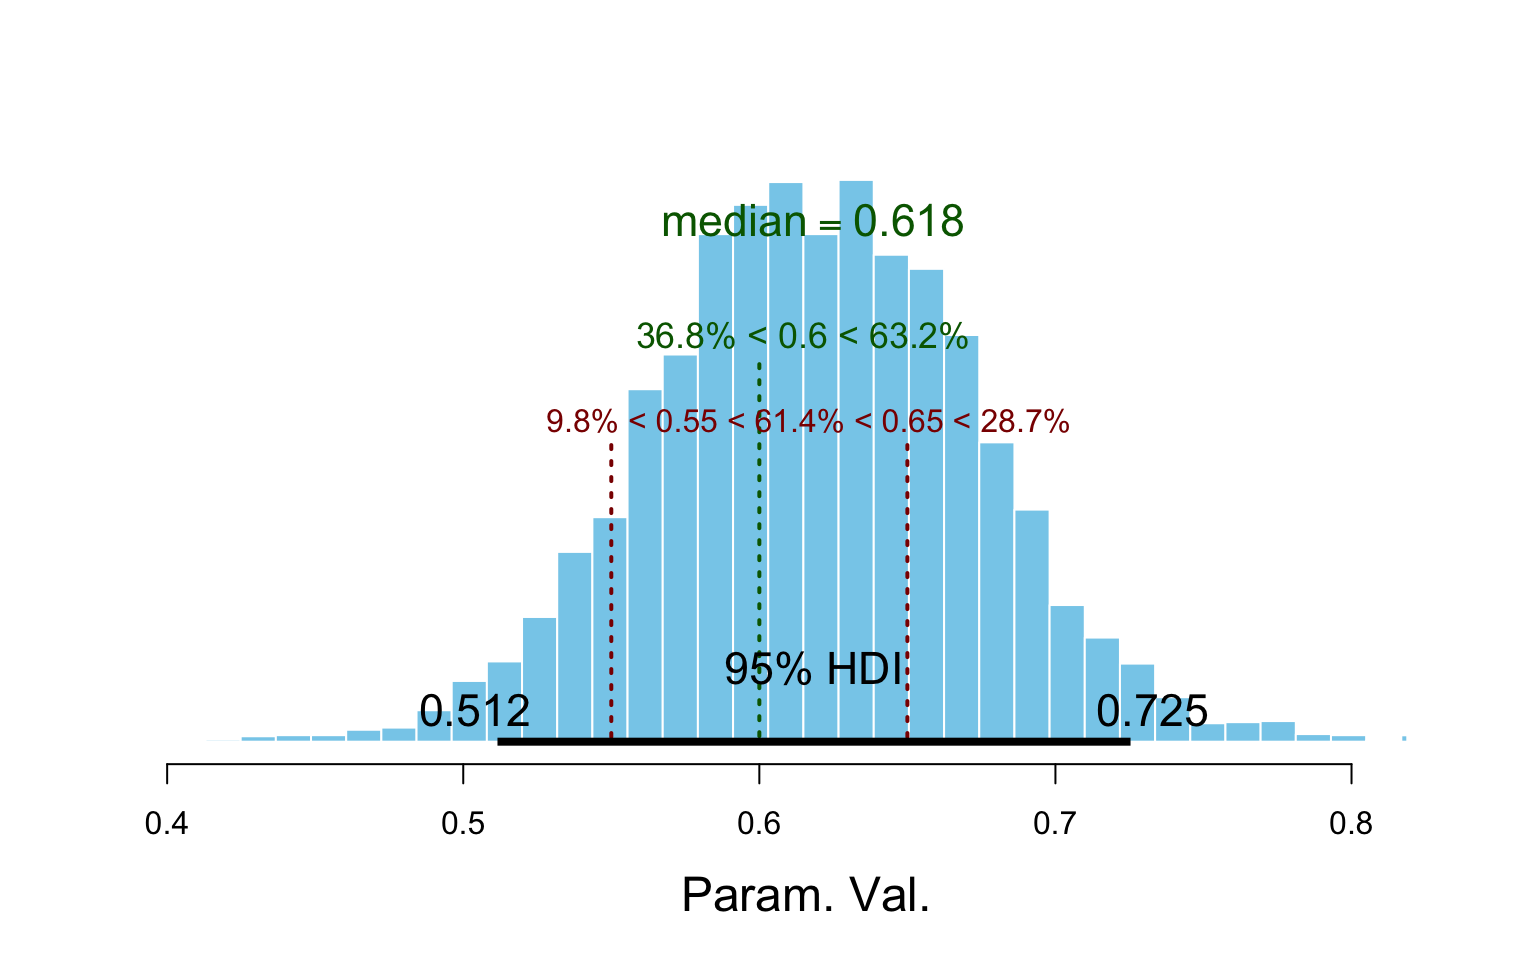 median = 0.618
36.8% < 0.6 < 63.2%
9.8% < 0.55 < 61.4% < 0.65 < 28.7%
95% HDI
0.512 0.725
0.4 0.5 0.6 0.7 0.8
Param. Val.